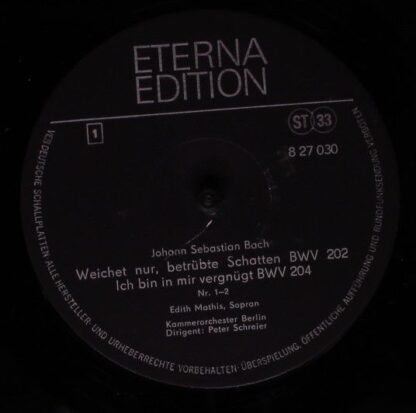 ETERNA
EDITION
1
ST 33
8 27 030
Johann Sebastian Bach
Weichet nur, betrübte Schatten BWV 202
Ich bin in mir vergnügt BWV 204
Nr. 1–2
Edith Mathis, Sopran
Kammerorchester Berlin
Dirigent: Peter Schreier
VEB DEUTSCHE SCHALLPLATTEN ALLE HERSTELLER- UND URHEBERRECHTE VORBEHALTEN · ÜBERSPIELUNG, ÖFFENTLICHE AUFFÜHRUNG UND RUNDFUNKSENDUNG VERBOTEN